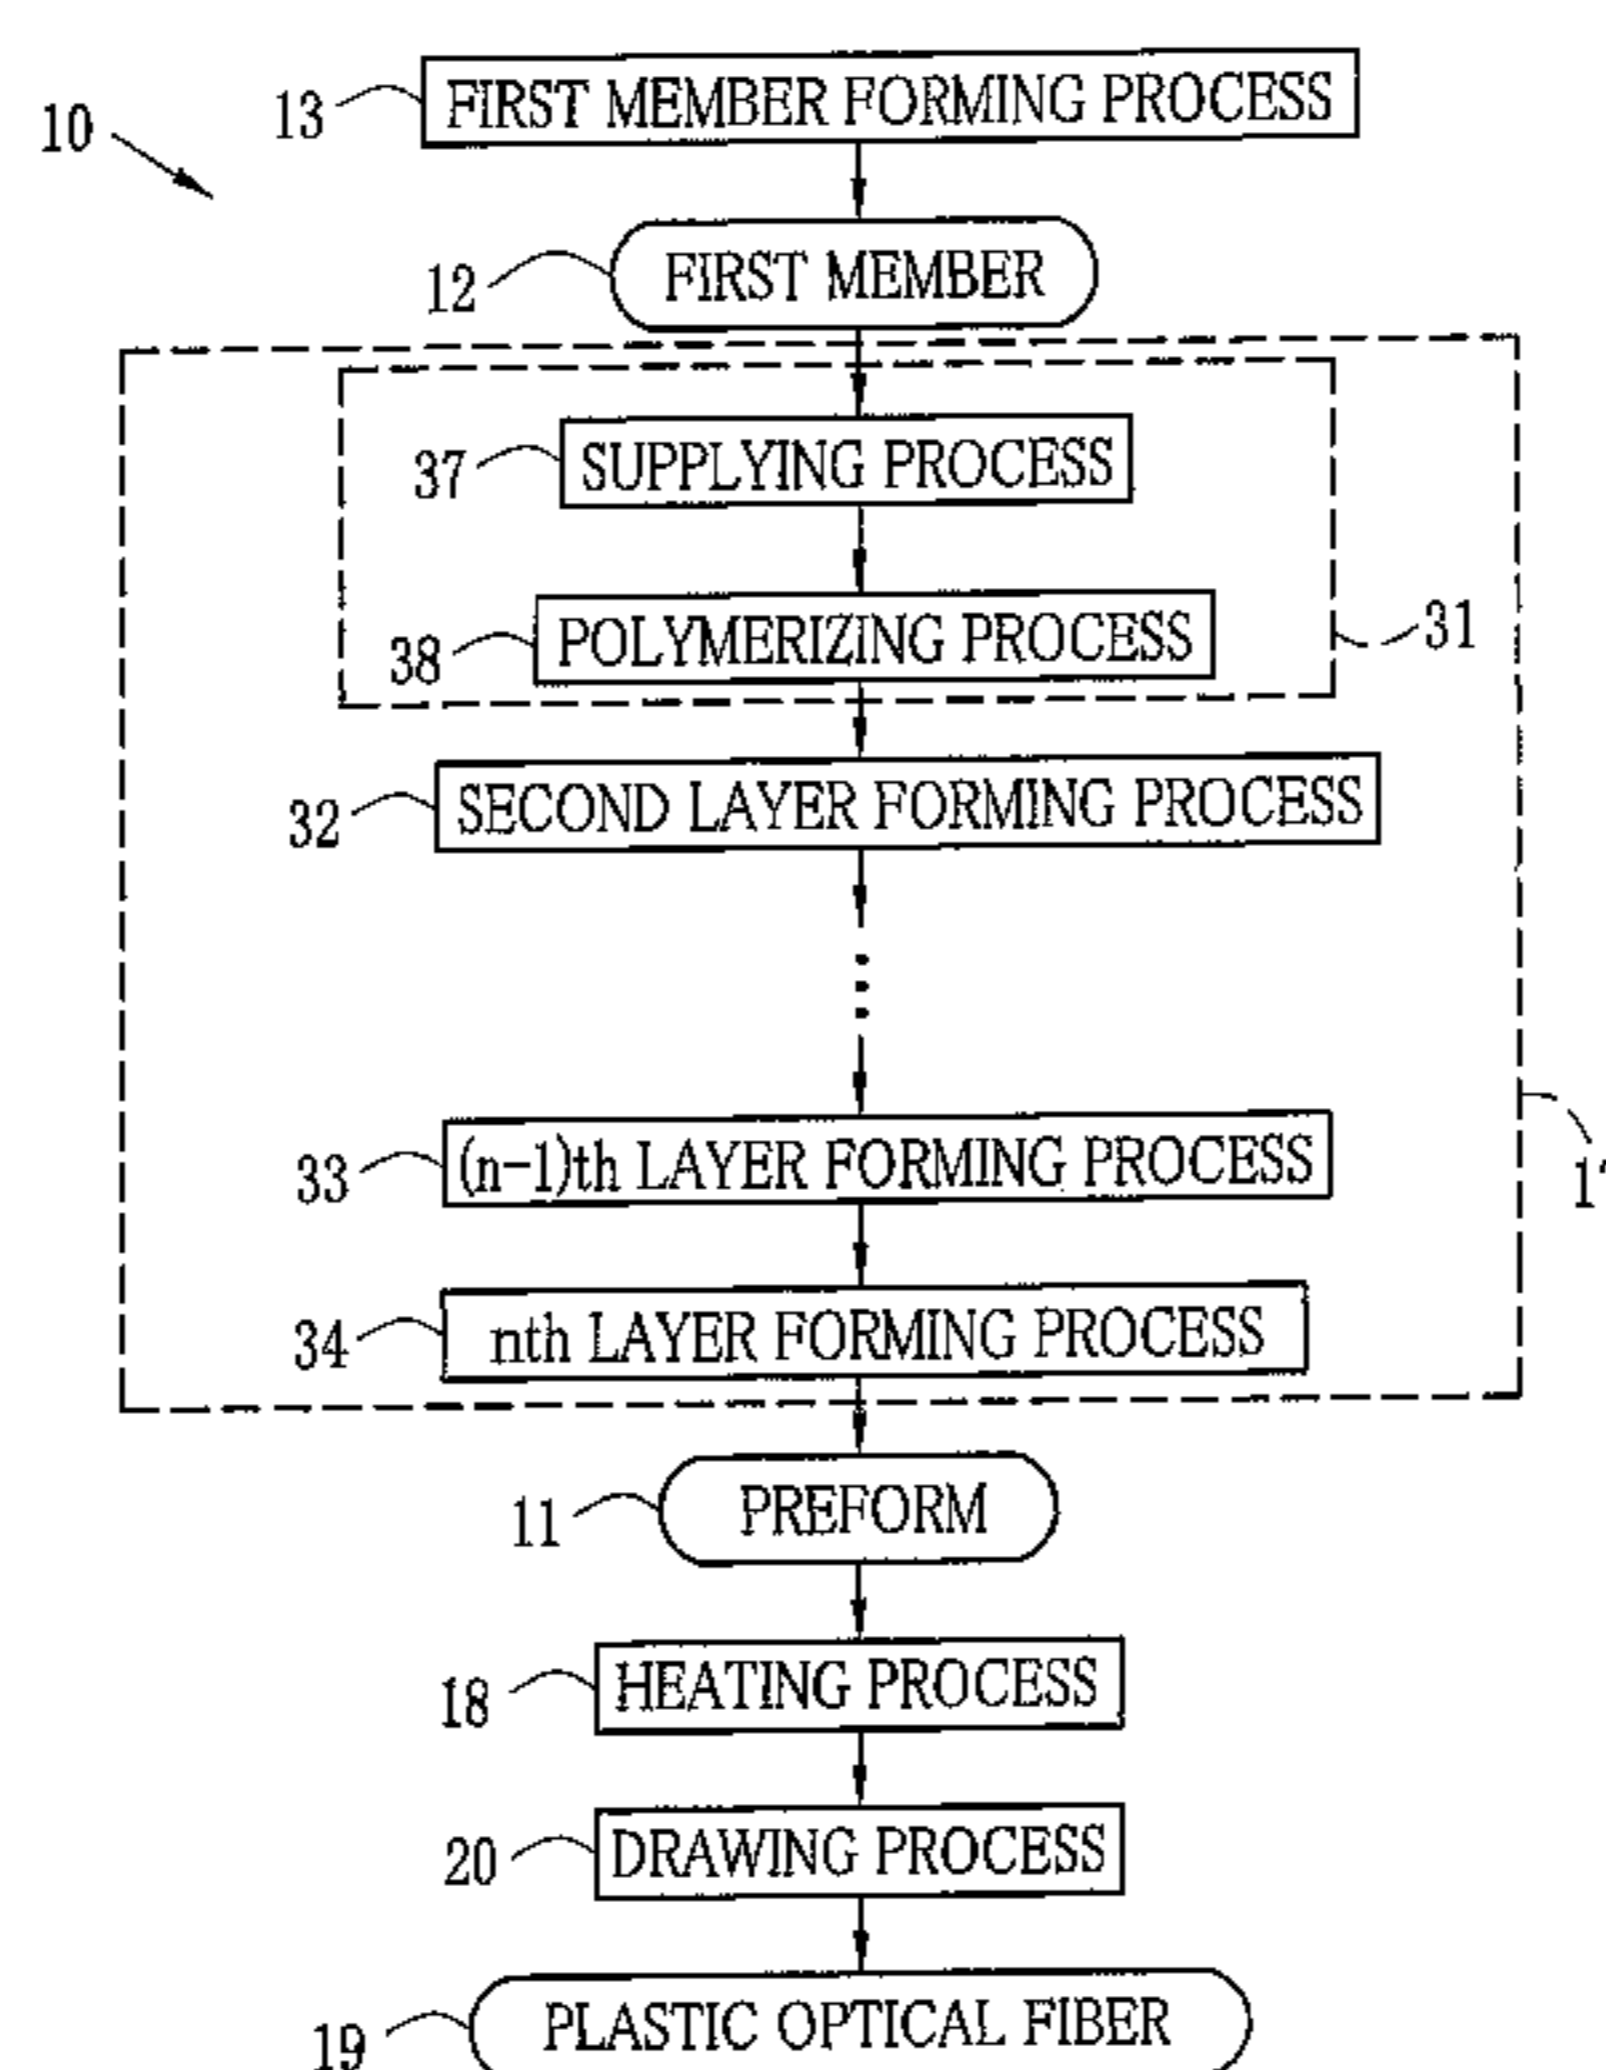 10
13 FIRST MEMBER FORMING PROCESS
12 FIRST MEMBER
37 SUPPLYING PROCESS
38 POLYMERIZING PROCESS
31
32 SECOND LAYER FORMING PROCESS
33 (n-1)th LAYER FORMING PROCESS
34 nth LAYER FORMING PROCESS
11 PREFORM
18 HEATING PROCESS
20 DRAWING PROCESS
19 PLASTIC OPTICAL FIBER